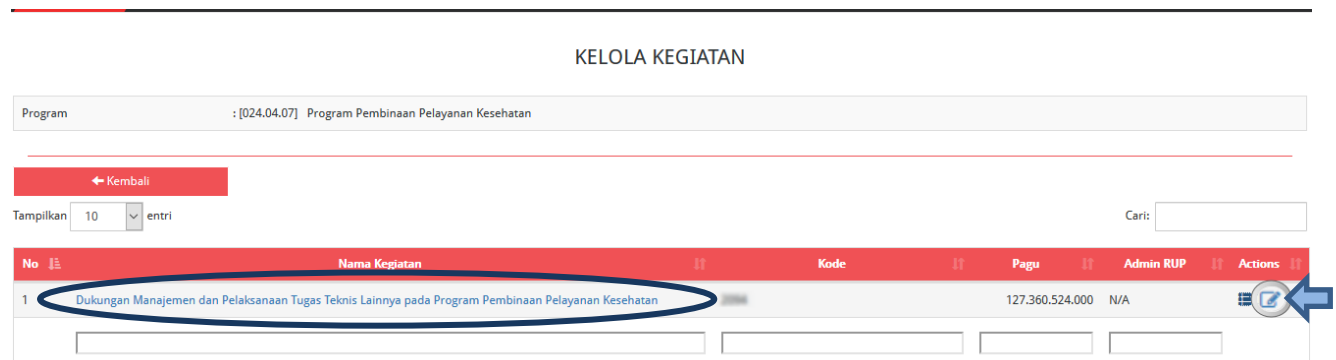 KELOLA KEGIATAN
Program : [024.04.07] Program Pembinaan Pelayanan Kesehatan
Kembali
Tampilkan 10 entri Cari:
No Nama Kegiatan Kode Pagu Admin RUP Actions
1 Dukungan Manajemen dan Pelaksanaan Tugas Teknis Lainnya pada Program Pembinaan Pelayanan Kesehatan 127.360.524.000 N/A